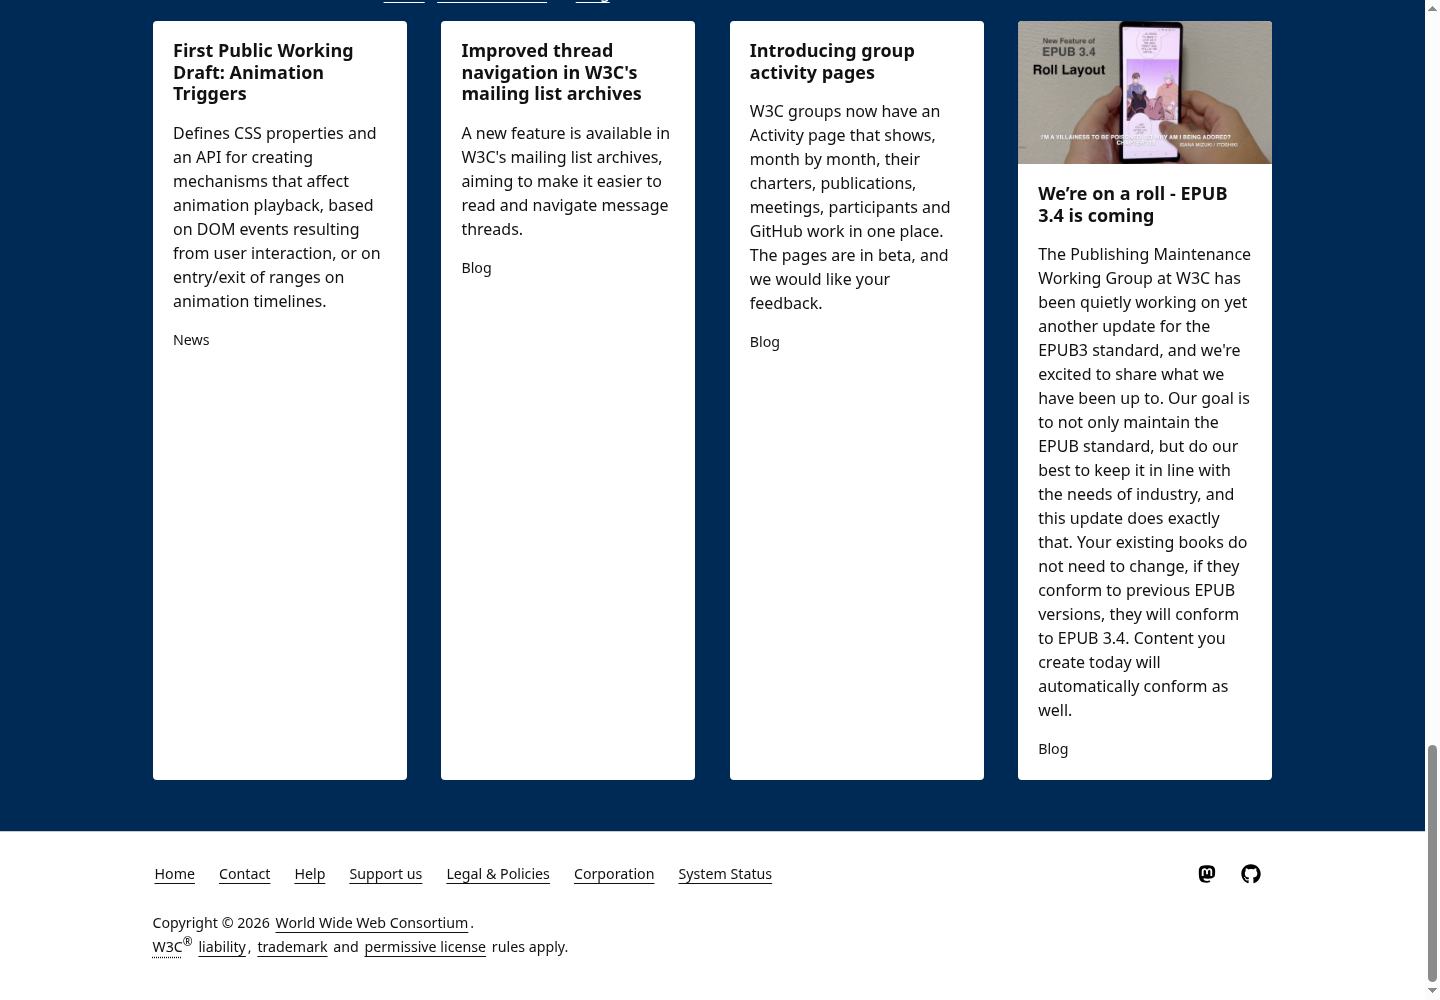 First Public Working
Draft: Animation
Triggers
Defines CSS properties and
an API for creating
mechanisms that affect
animation playback, based
on DOM events resulting
from user interaction, or on
entry/exit of ranges on
animation timelines.
News
Improved thread
navigation in W3C's
mailing list archives
A new feature is available in
W3C's mailing list archives,
aiming to make it easier to
read and navigate message
threads.
Blog
Introducing group
activity pages
W3C groups now have an
Activity page that shows,
month by month, their
charters, publications,
meetings, participants and
GitHub work in one place.
The pages are in beta, and
we would like your
feedback.
Blog
New Feature of
EPUB 3.4
Roll Layout
We’re on a roll - EPUB
3.4 is coming
The Publishing Maintenance
Working Group at W3C has
been quietly working on yet
another update for the
EPUB3 standard, and we're
excited to share what we
have been up to. Our goal is
to not only maintain the
EPUB standard, but do our
best to keep it in line with
the needs of industry, and
this update does exactly
that. Your existing books do
not need to change, if they
conform to previous EPUB
versions, they will conform
to EPUB 3.4. Content you
create today will
automatically conform as
well.
Blog
Home Contact Help Support us Legal & Policies Corporation System Status
Copyright © 2026 World Wide Web Consortium.
W3C® liability, trademark and permissive license rules apply.